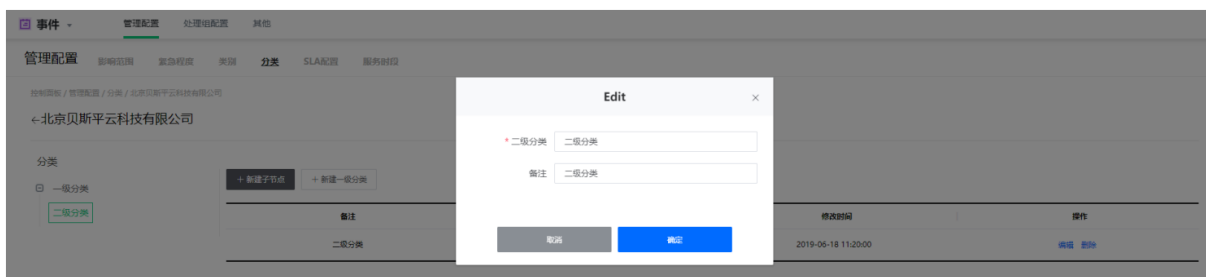 事件 管理配置 处理组配置 其他
管理配置 影响范围 紧急程度 类别 分类 SLA配置 服务时段
控制面板 / 管理配置 / 分类 / 北京贝斯平云科技有限公司
←北京贝斯平云科技有限公司
分类
一级分类
二级分类
+ 新建子节点 + 新建一级分类
备注 修改时间 操作
二级分类 2019-06-18 11:20:00 编辑 删除
Edit ×
* 二级分类 二级分类
备注 二级分类
取消 确定